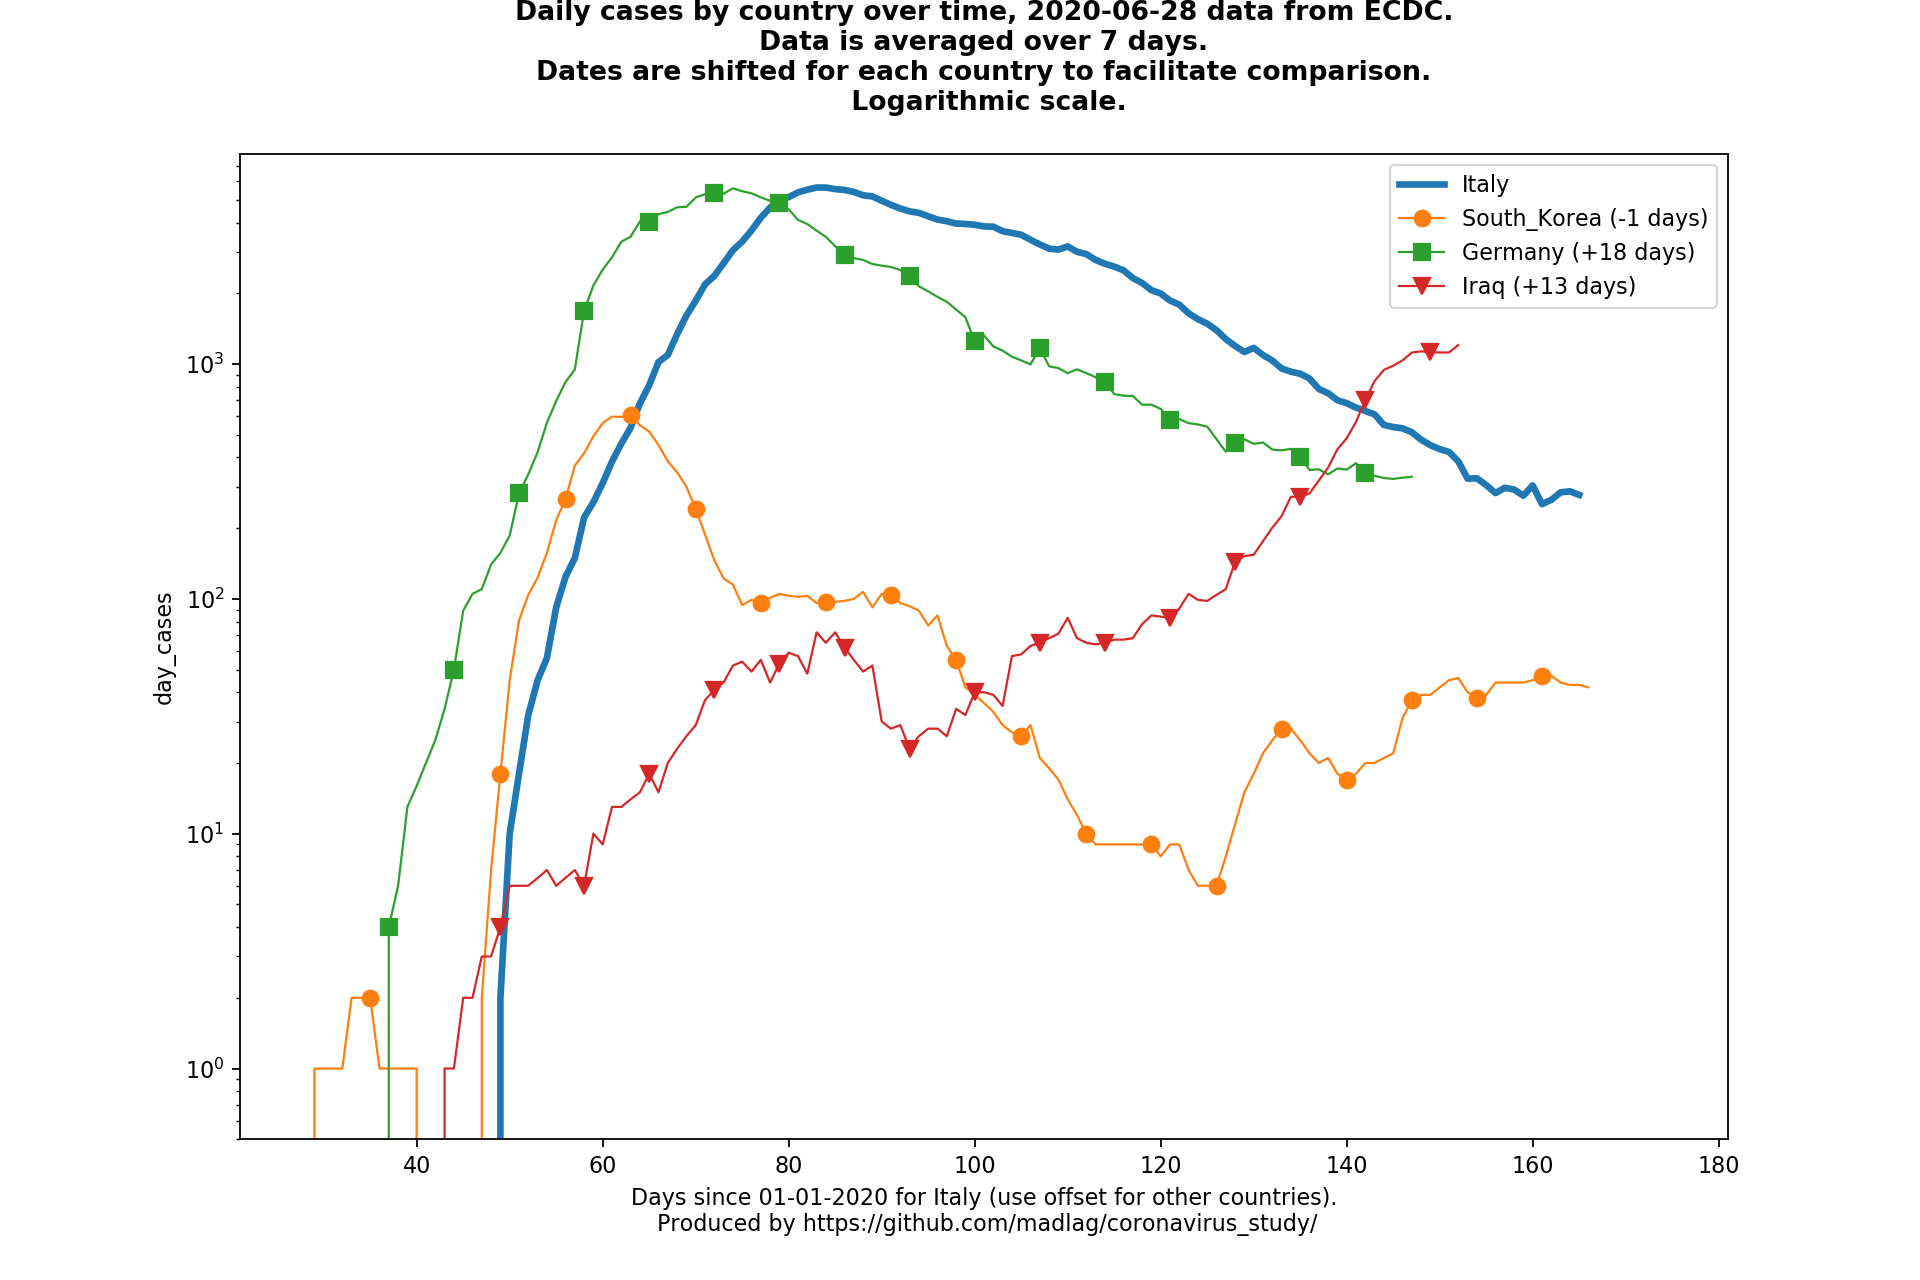 Daily cases by country over time, 2020-06-28 data from ECDC.
Data is averaged over 7 days.
Dates are shifted for each country to facilitate comparison.
Logarithmic scale.
Italy
South_Korea (-1 days)
Germany (+18 days)
Iraq (+13 days)
day_cases
10³
10²
10¹
10⁰
40 60 80 100 120 140 160 180
Days since 01-01-2020 for Italy (use offset for other countries).
Produced by https://github.com/madlag/coronavirus_study/